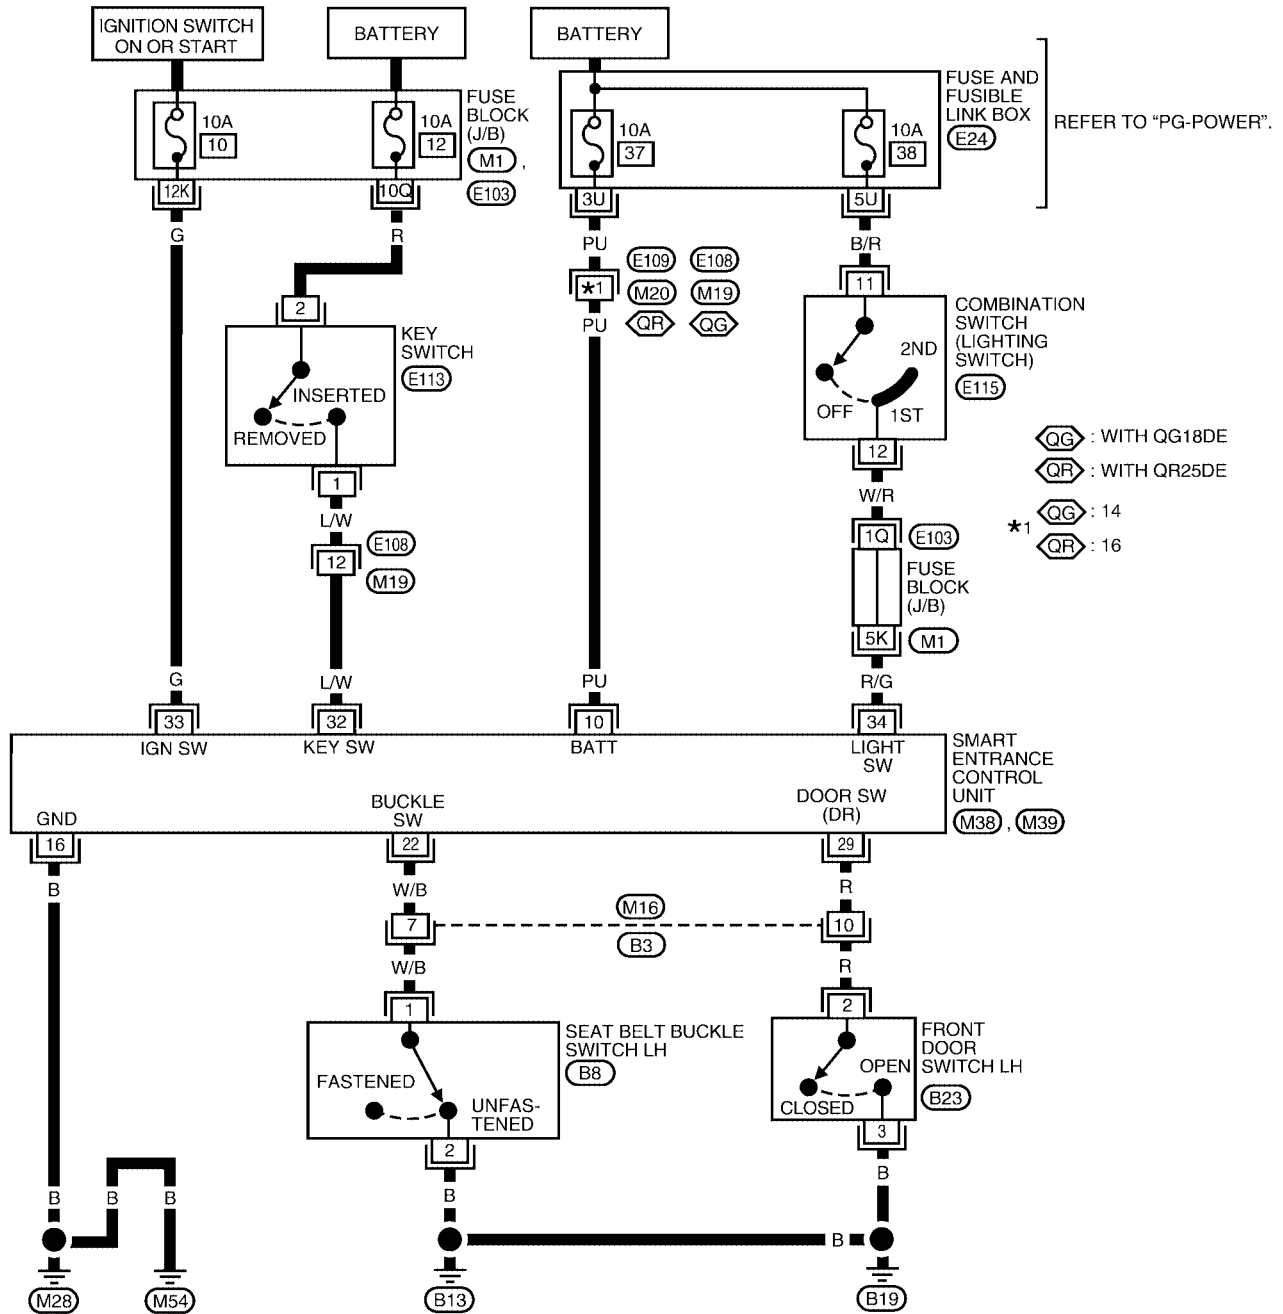 IGNITION SWITCH
ON OR START
BATTERY
BATTERY
10A
10
10A
12
FUSE
BLOCK
(J/B)
M1 ,
E103
10A
37
10A
38
FUSE AND
FUSIBLE
LINK BOX
E24
REFER TO “PG-POWER”.
12K
10Q
3U
5U
G
R
PU
B/R
E109
E108
M20
M19
QR
QG
*1
PU
2
KEY
SWITCH
E113
INSERTED
REMOVED
1
L/W
12
E108
M19
11
COMBINATION
SWITCH
(LIGHTING
SWITCH)
E115
2ND
OFF
1ST
12
W/R
1Q
E103
FUSE
BLOCK
(J/B)
5K
M1
QG : WITH QG18DE
QR : WITH QR25DE
*1
QG : 14
QR : 16
G
L/W
PU
R/G
33
32
10
34
IGN SW
KEY SW
BATT
LIGHT
SW
SMART
ENTRANCE
CONTROL
UNIT
M38 , M39
GND
BUCKLE
SW
DOOR SW
(DR)
16
22
29
B
W/B
R
7
M16
B3
10
W/B
R
1
2
SEAT BELT BUCKLE
SWITCH LH
B8
FASTENED
UNFAS-
TENED
2
FRONT
DOOR
SWITCH LH
B23
OPEN
CLOSED
3
B
B
B
B
B
B
M28
M54
B13
B19